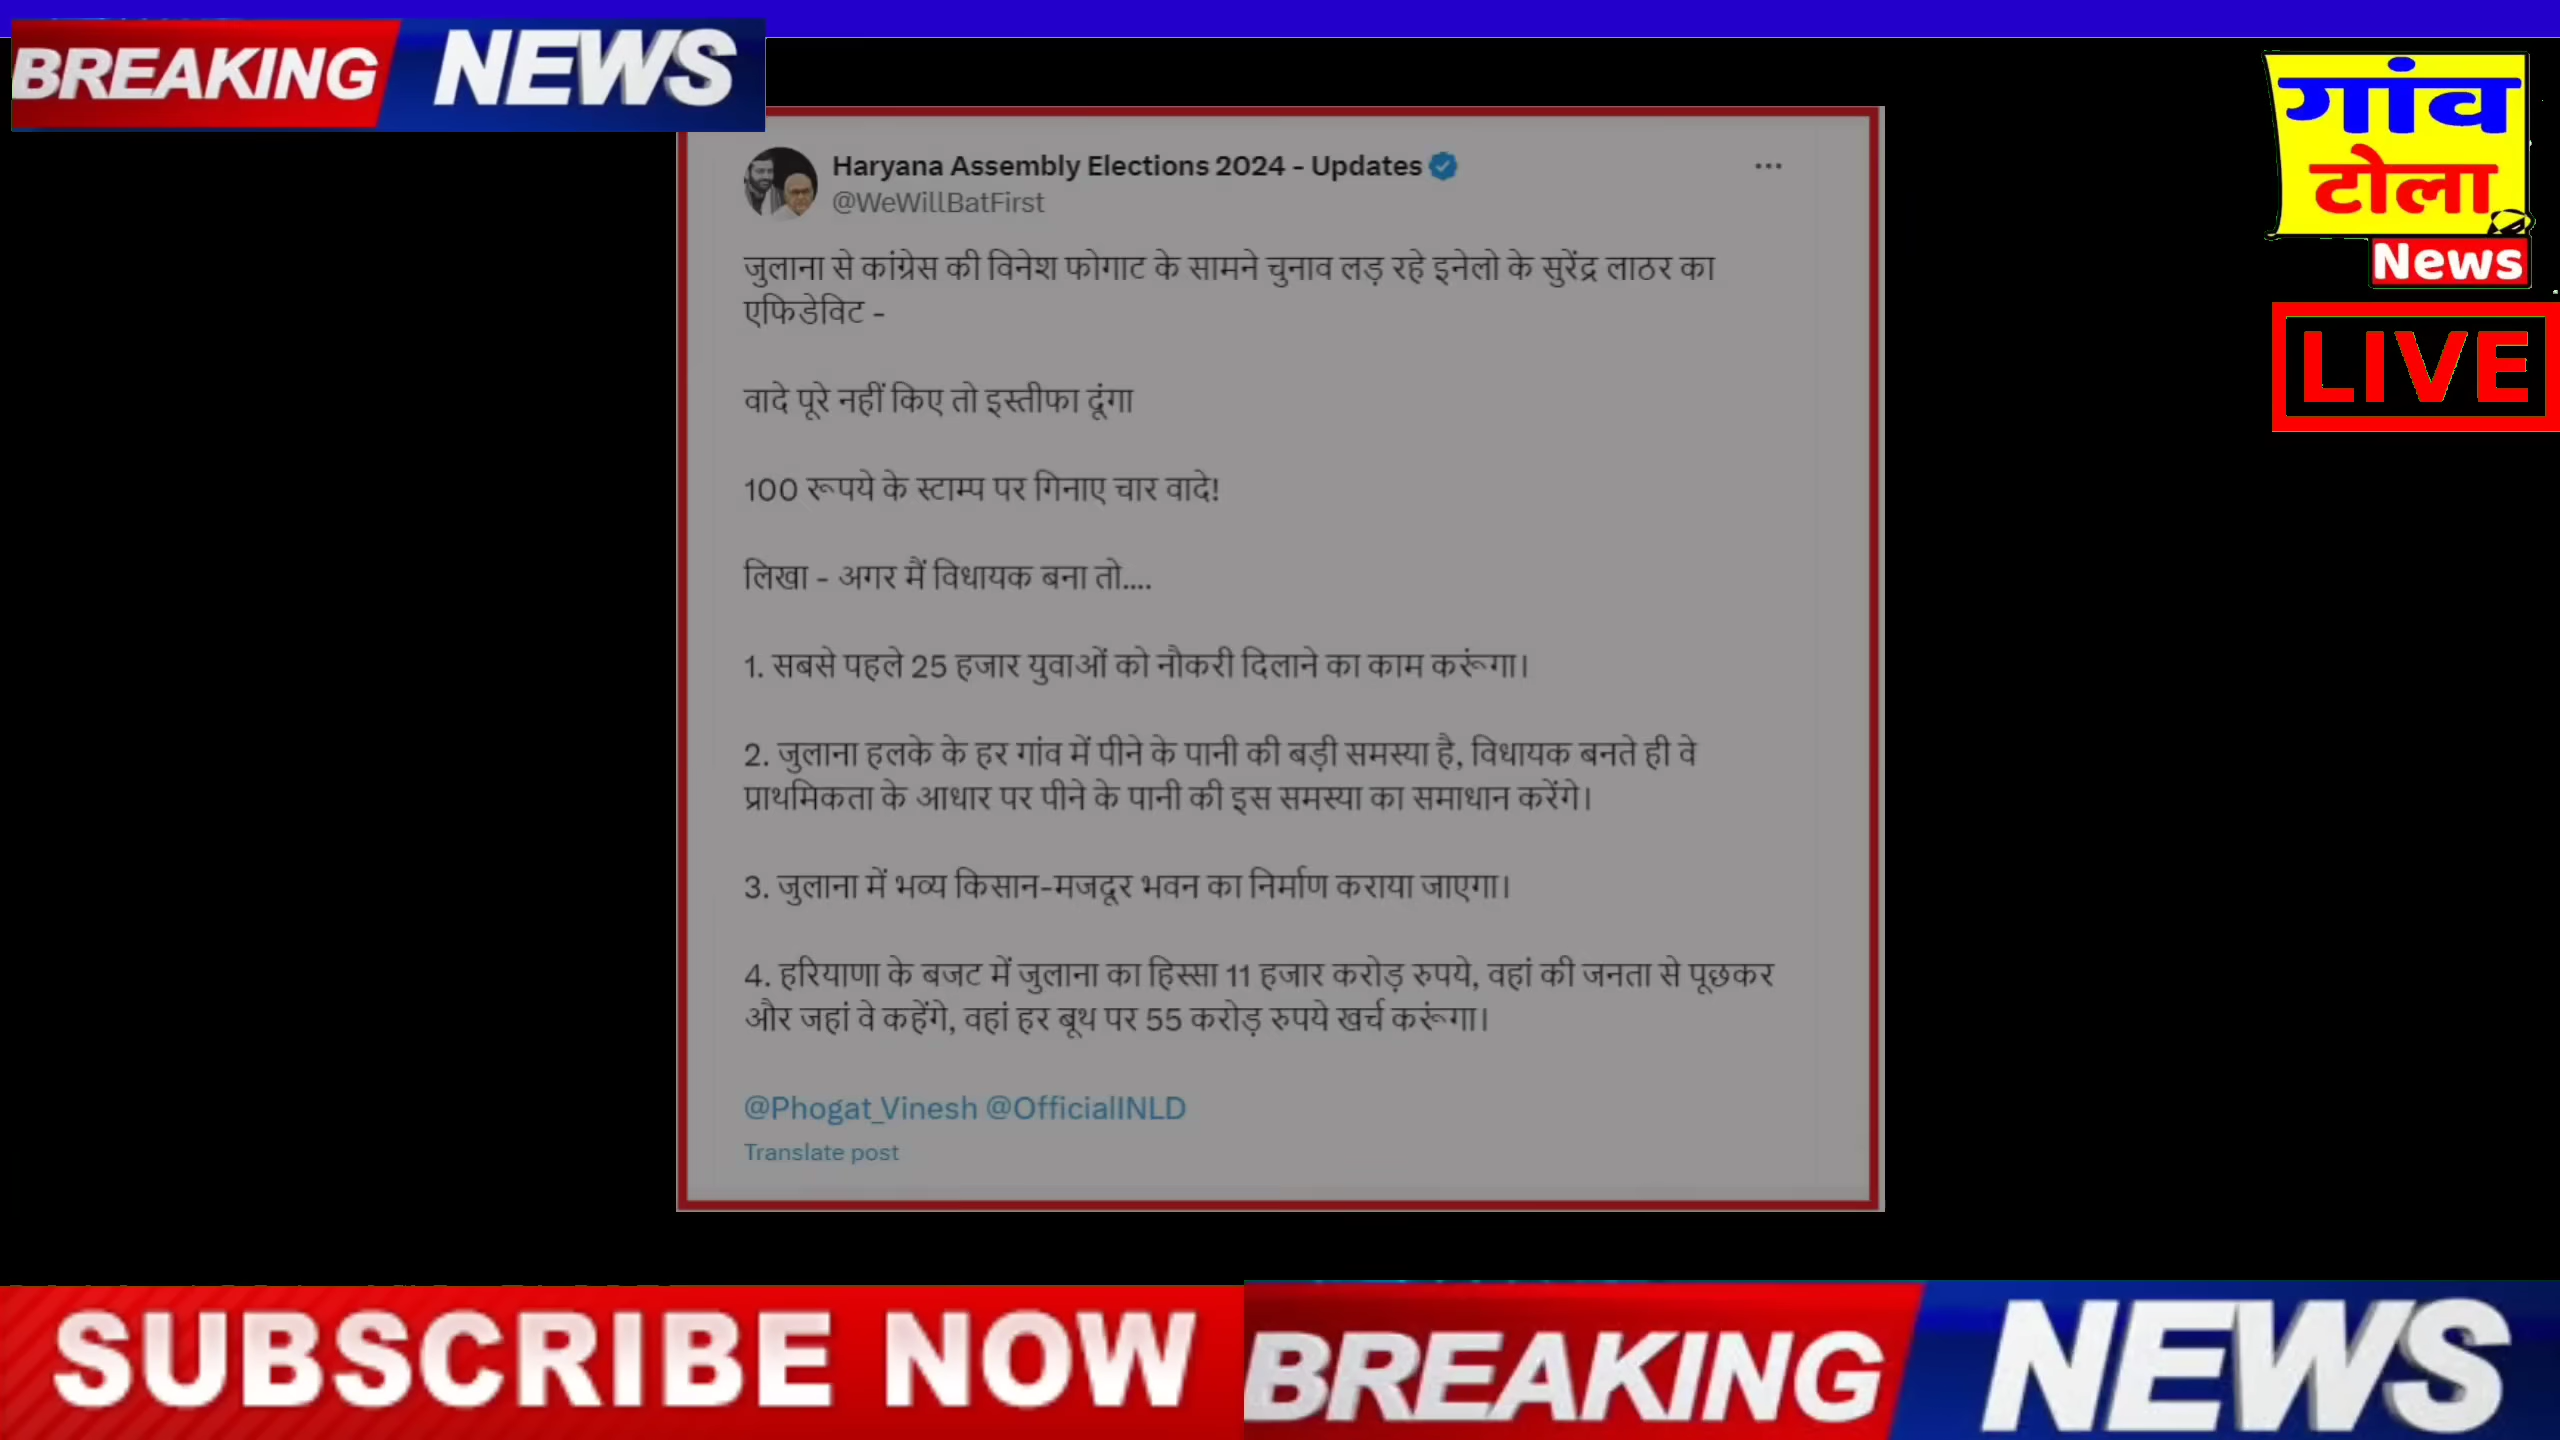 BREAKING NEWS
गांव
टोला
News
LIVE
Haryana Assembly Elections 2024 - Updates
@WeWillBatFirst
जुलाना से कांग्रेस की विनेश फोगाट के सामने चुनाव लड़ रहे इनेलो के सुरेंद्र लाठर का
एफिडेविट -
वादे पूरे नहीं किए तो इस्तीफा दूंगा
100 रूपये के स्टाम्प पर गिनाए चार वादे!
लिखा - अगर मैं विधायक बना तो....
1. सबसे पहले 25 हजार युवाओं को नौकरी दिलाने का काम करूंगा।
2. जुलाना हलके के हर गांव में पीने के पानी की बड़ी समस्या है, विधायक बनते ही वे
प्राथमिकता के आधार पर पीने के पानी की इस समस्या का समाधान करेंगे।
3. जुलाना में भव्य किसान-मजदूर भवन का निर्माण कराया जाएगा।
4. हरियाणा के बजट में जुलाना का हिस्सा 11 हजार करोड़ रुपये, वहां की जनता से पूछकर
और जहां वे कहेंगे, वहां हर बूथ पर 55 करोड़ रुपये खर्च करूंगा।
@Phogat_Vinesh @OfficialINLD
Translate post
SUBSCRIBE NOW
BREAKING NEWS